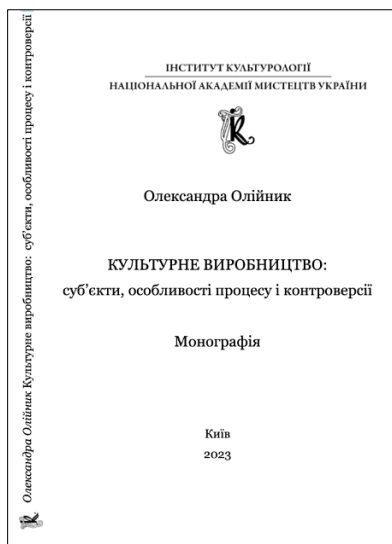 Олександра Олійник Культурне виробництво: суб’єкти, особливості процесу і контроверсії
ІНСТИТУТ КУЛЬТУРОЛОГІЇ
НАЦІОНАЛЬНОЇ АКАДЕМІЇ МИСТЕЦТВ УКРАЇНИ
Олександра Олійник
КУЛЬТУРНЕ ВИРОБНИЦТВО:
суб’єкти, особливості процесу і контроверсії
Монографія
Київ
2023